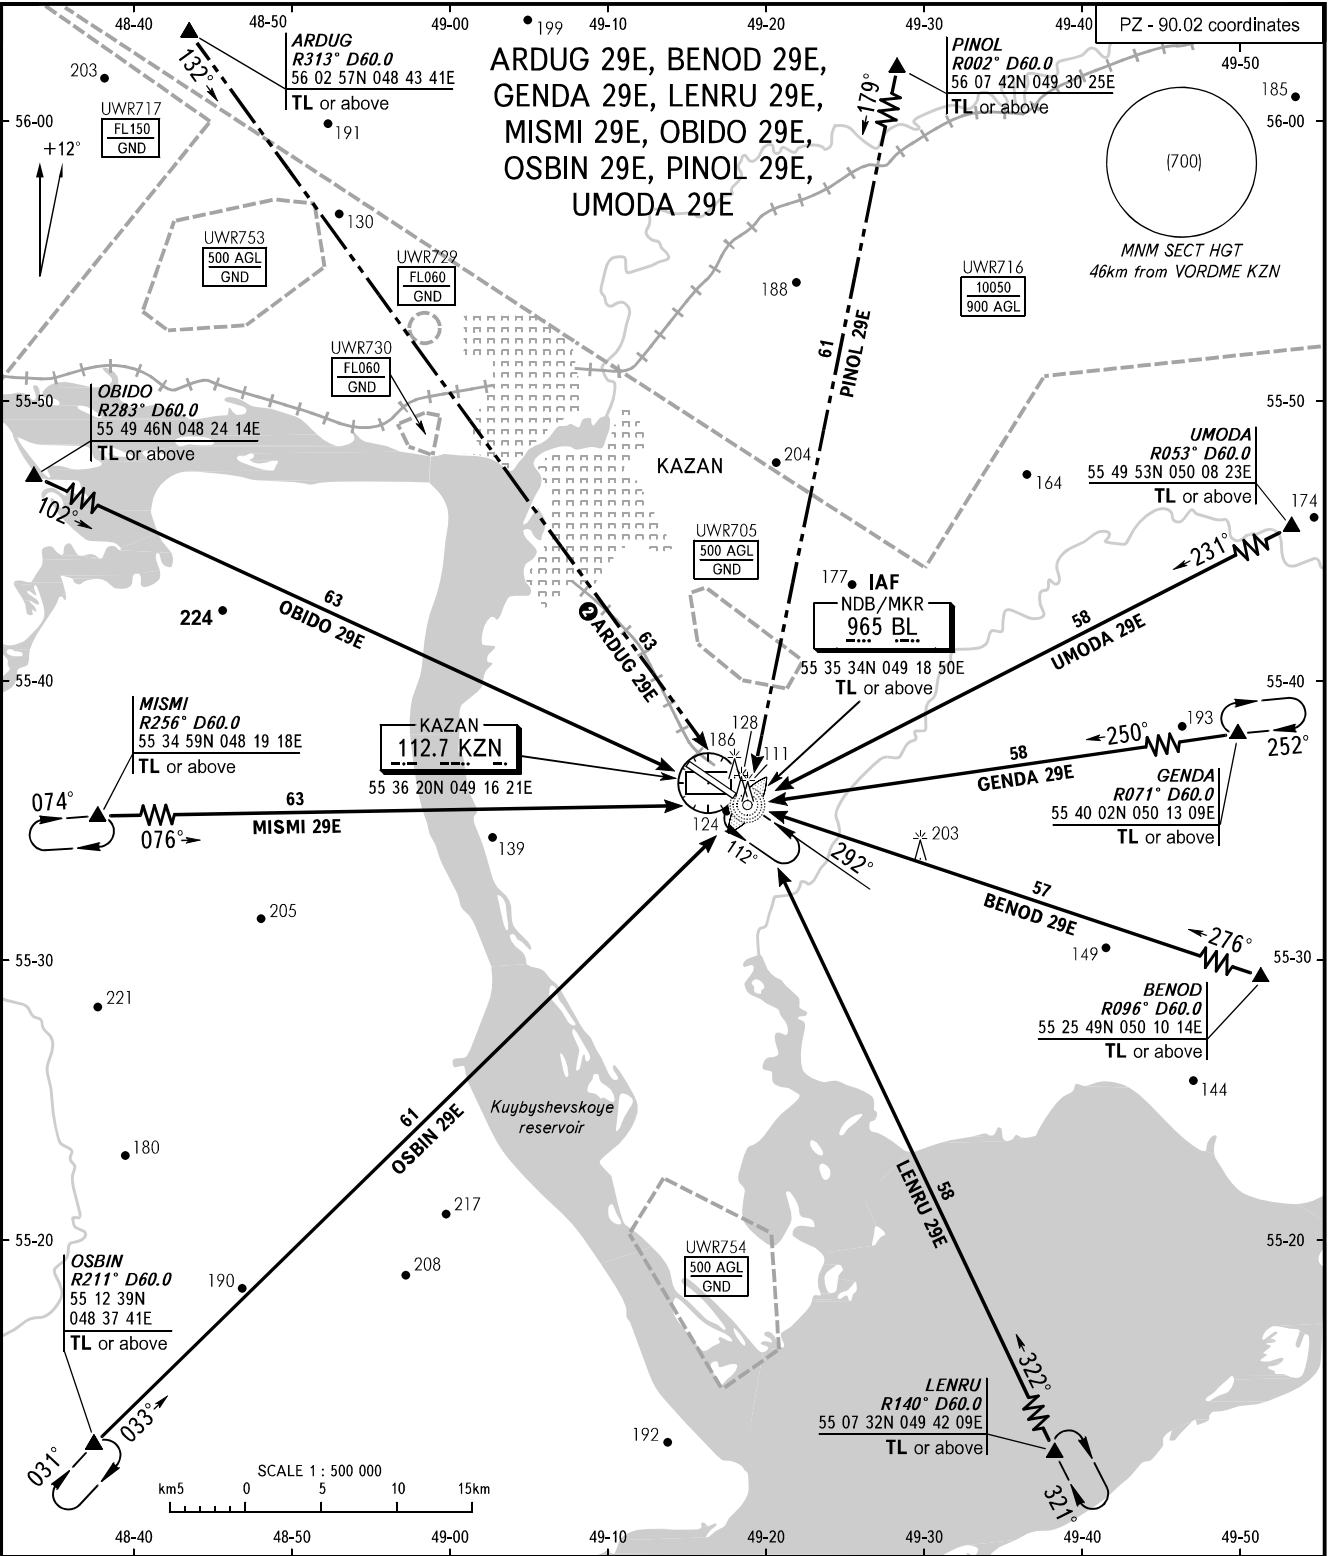 48-40
48-50
49-00
199
49-10
49-20
49-30
49-40
PZ - 90.02 coordinates
49-50
ARDUG
R313° D60.0
56 02 57N 048 43 41E
TL or above
132°
ARDUG 29E, BENOD 29E,
GENDA 29E, LENRU 29E,
MISMI 29E, OBIDO 29E,
OSBIN 29E, PINOL 29E,
UMODA 29E
PINOL
R002° D60.0
56 07 42N 049 30 25E
TL or above
179°
203
185
56-00
56-00
UWR717
FL150
GND
191
+12°
(700)
MNM SECT HGT
46km from VORDME KZN
130
UWR753
500 AGL
GND
UWR729
FL060
GND
188
UWR716
10050
900 AGL
UWR730
FL060
GND
61
PINOL 29E
OBIDO
R283° D60.0
55 49 46N 048 24 14E
TL or above
55-50
55-50
102°
KAZAN
204
164
UMODA
R053° D60.0
55 49 53N 050 08 23E
TL or above
174
231°
UWR705
500 AGL
GND
177
IAF
NDB/MKR
965 BL
55 35 34N 049 18 50E
TL or above
224
63
OBIDO 29E
2
ARDUG 29E
63
58
UMODA 29E
55-40
55-40
MISMI
R256° D60.0
55 34 59N 048 19 18E
TL or above
KAZAN
112.7 KZN
55 36 20N 049 16 21E
186
128
111
124
112°
292°
193
250°
252°
58
GENDA 29E
GENDA
R071° D60.0
55 40 02N 050 13 09E
TL or above
074°
076°
63
MISMI 29E
139
203
57
BENOD 29E
205
149
276°
55-30
55-30
221
BENOD
R096° D60.0
55 25 49N 050 10 14E
TL or above
144
Kuybyshevskoye
reservoir
61
OSBIN 29E
180
58
LENRU 29E
217
55-20
55-20
208
190
UWR754
500 AGL
GND
OSBIN
R211° D60.0
55 12 39N
048 37 41E
TL or above
322°
LENRU
R140° D60.0
55 07 32N 049 42 09E
TL or above
192
033°
031°
321°
SCALE 1 : 500 000
km5
0
5
10
15km
48-40
48-50
49-00
49-10
49-20
49-30
49-40
49-50